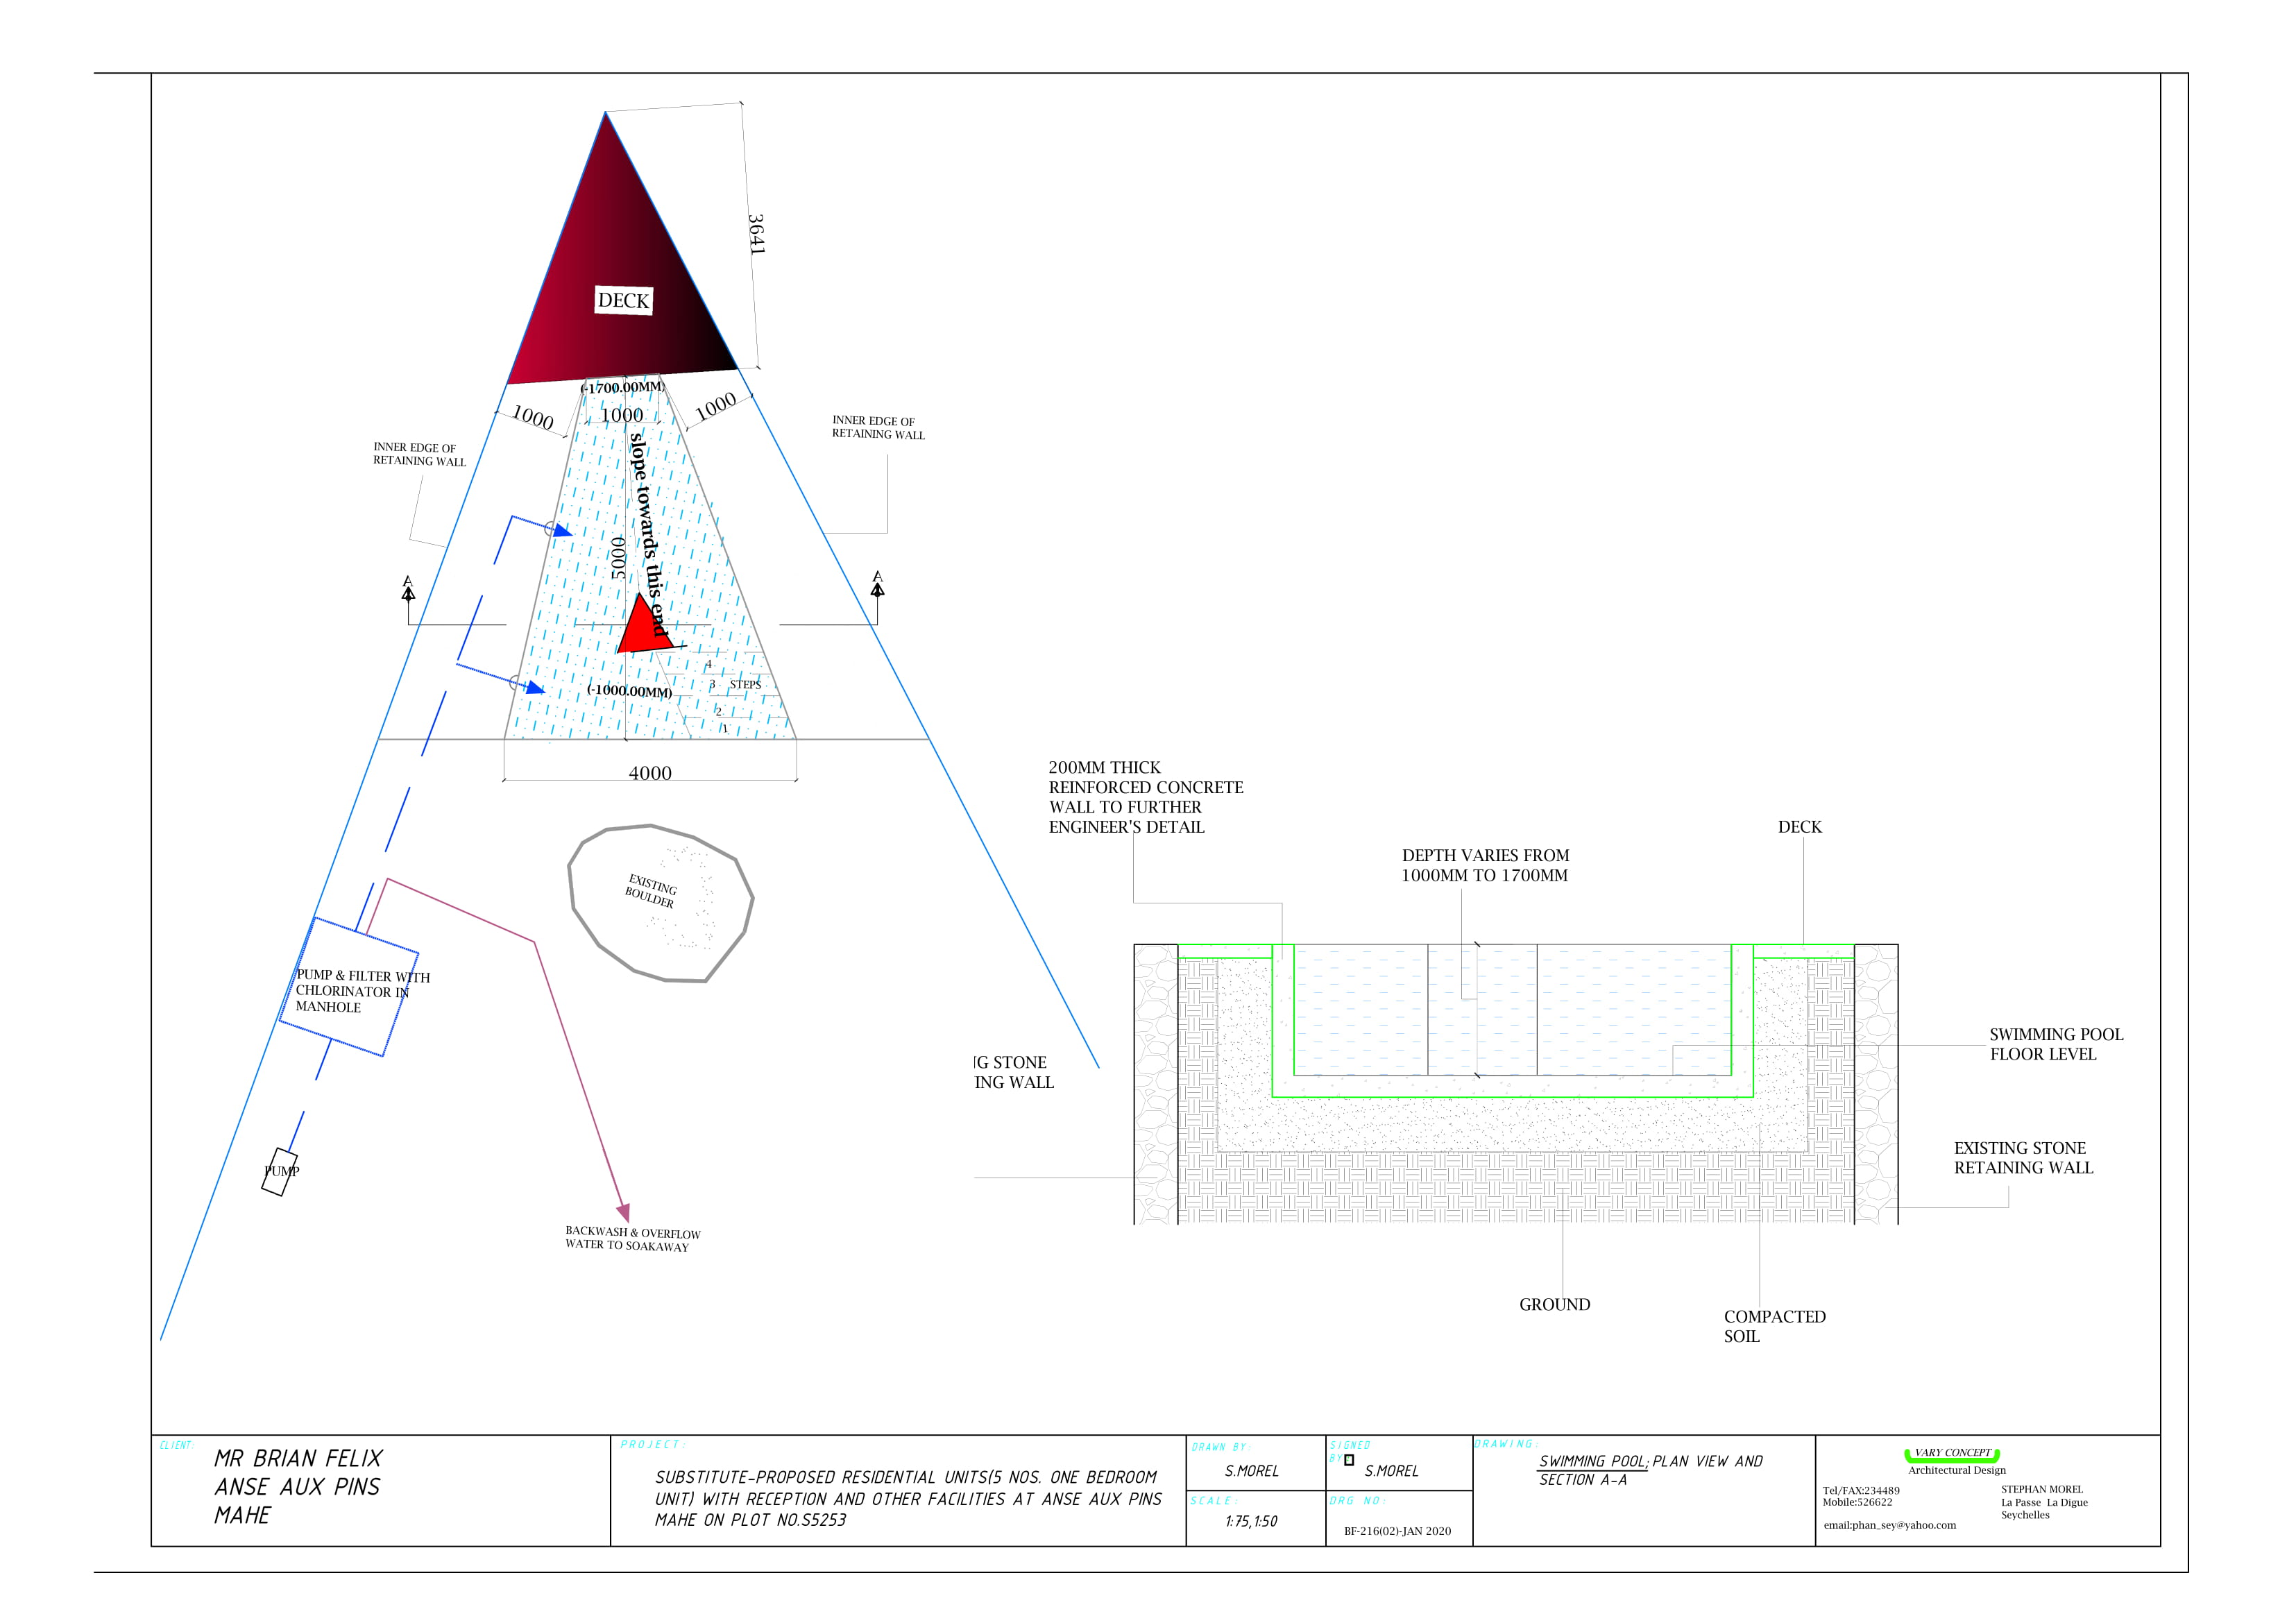 3641
DECK
(-1700.00MM)
1000
1000
1000
INNER EDGE OF
RETAINING WALL
INNER EDGE OF
RETAINING WALL
slope towards this end
5000
A
A
4
3 STEPS
2
1
(-1000.00MM)
4000
EXISTING
BOULDER
PUMP & FILTER WITH
CHLORINATOR IN
MANHOLE
PUMP
BACKWASH & OVERFLOW
WATER TO SOAKAWAY
200MM THICK
REINFORCED CONCRETE
WALL TO FURTHER
ENGINEER'S DETAIL
DEPTH VARIES FROM
1000MM TO 1700MM
DECK
STONE
ING WALL
SWIMMING POOL
FLOOR LEVEL
EXISTING STONE
RETAINING WALL
GROUND
COMPACTED
SOIL
CLIENT:
MR BRIAN FELIX
ANSE AUX PINS
MAHE
PROJECT:
SUBSTITUTE-PROPOSED RESIDENTIAL UNITS(5 NOS. ONE BEDROOM
UNIT) WITH RECEPTION AND OTHER FACILITIES AT ANSE AUX PINS
MAHE ON PLOT NO.S5253
DRAWN BY:
S.MOREL
SIGNED
BY:
S.MOREL
SCALE:
1:75,1:50
DRG NO:
BF-216(02)-JAN 2020
DRAWING:
SWIMMING POOL; PLAN VIEW AND
SECTION A-A
VARY CONCEPT
Architectural Design
Tel/FAX:234489
Mobile:526622
email:phan_sey@yahoo.com
STEPHAN MOREL
La Passe La Digue
Seychelles